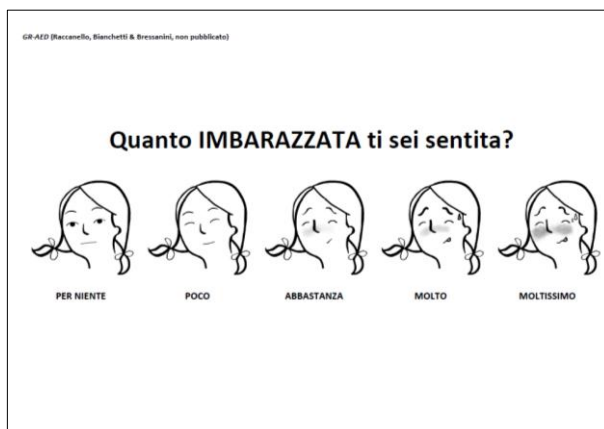 GR-AED (Raccanello, Bianchetti & Bressanini, non pubblicato)
Quanto IMBARAZZATA ti sei sentita?
PER NIENTE POCO ABBASTANZA MOLTO MOLTISSIMO